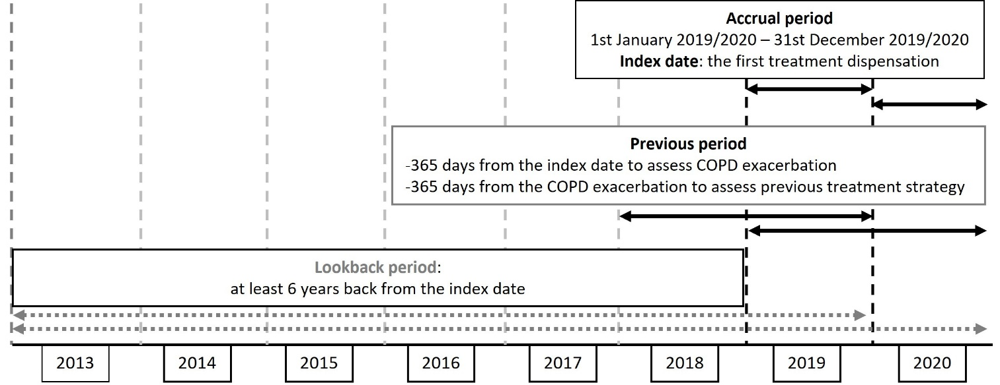 Accrual period
1st January 2019/2020 – 31st December 2019/2020
Index date: the first treatment dispensation
Previous period
-365 days from the index date to assess COPD exacerbation
-365 days from the COPD exacerbation to assess previous treatment strategy
Lookback period:
at least 6 years back from the index date
2013
2014
2015
2016
2017
2018
2019
2020